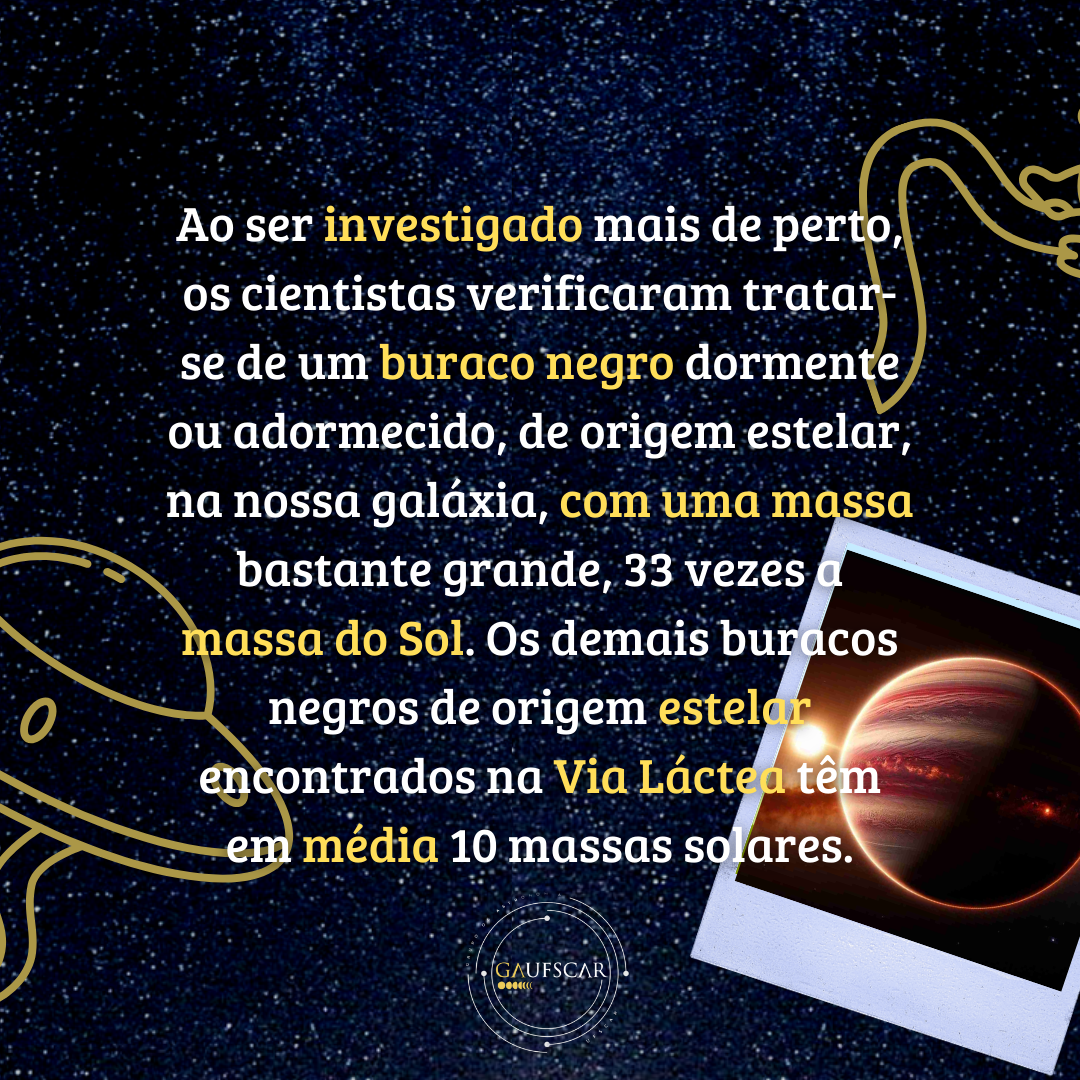 Ao ser investigado mais de perto,
os cientistas verificaram tratar-
se de um buraco negro dormente
ou adormecido, de origem estelar,
na nossa galáxia, com uma massa
bastante grande, 33 vezes a
massa do Sol. Os demais buracos
negros de origem estelar
encontrados na Via Láctea têm
em média 10 massas solares.
GAUFSCAR